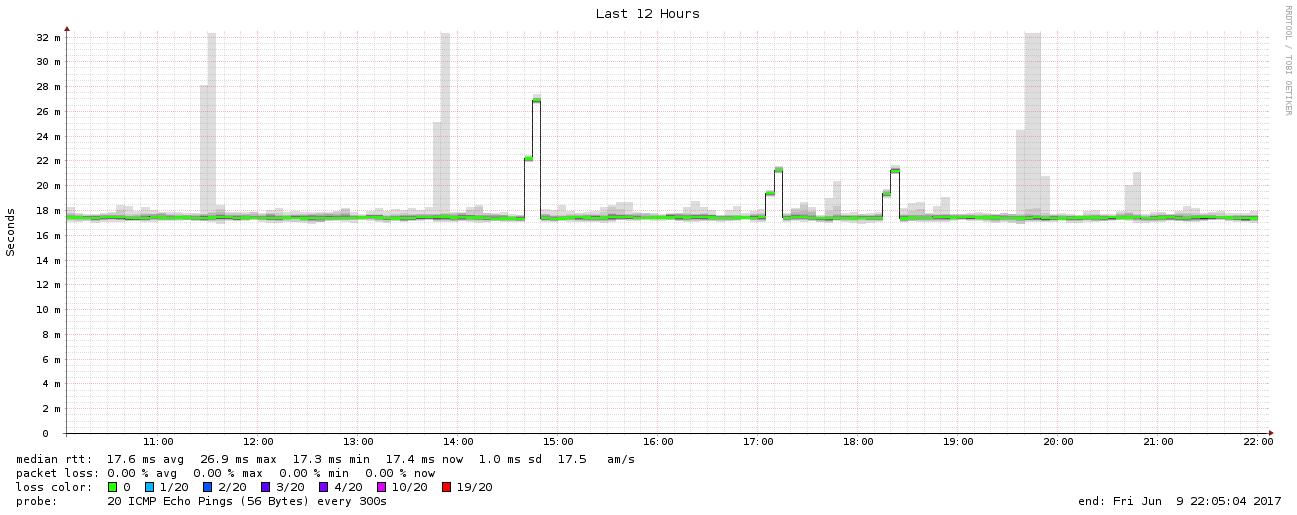 Last 12 Hours
RRDTOOL / TOBI OETIKER
Seconds
32 m
30 m
28 m
26 m
24 m
22 m
20 m
18 m
16 m
14 m
12 m
10 m
8 m
6 m
4 m
2 m
0
11:00 12:00 13:00 14:00 15:00 16:00 17:00 18:00 19:00 20:00 21:00 22:00
median rtt: 17.6 ms avg 26.9 ms max 17.3 ms min 17.4 ms now 1.0 ms sd 17.5 am/s
packet loss: 0.00 % avg 0.00 % max 0.00 % min 0.00 % now
loss color: 0 1/20 2/20 3/20 4/20 10/20 19/20
probe: 20 ICMP Echo Pings (56 Bytes) every 300s end: Fri Jun 9 22:05:04 2017